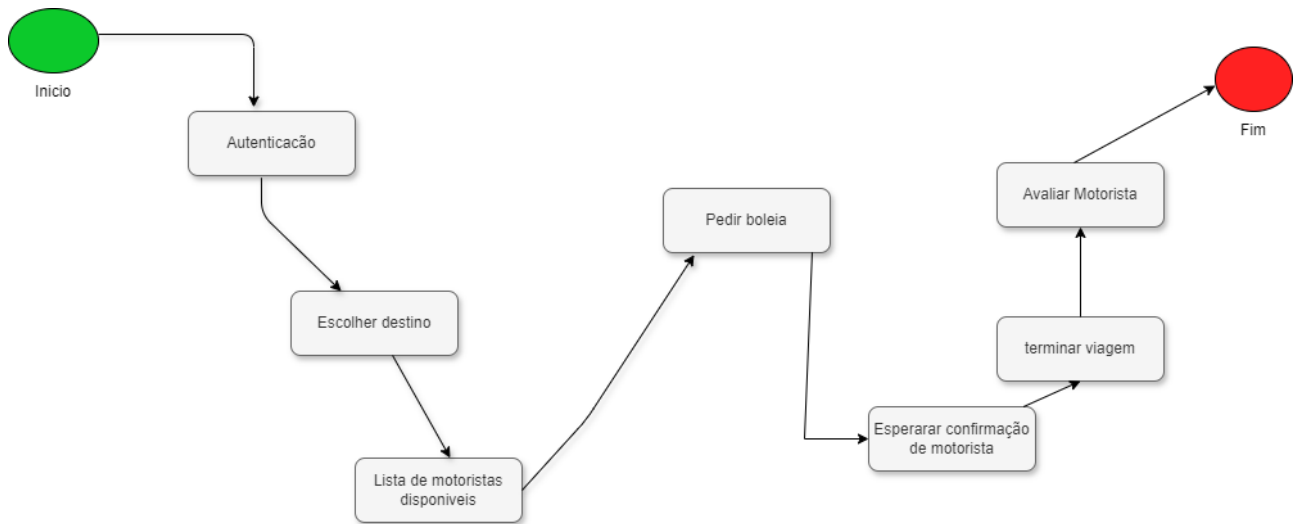 Inicio
Autenticacão
Escolher destino
Lista de motoristas
disponiveis
Pedir boleia
Esperarar confirmação
de motorista
terminar viagem
Avaliar Motorista
Fim